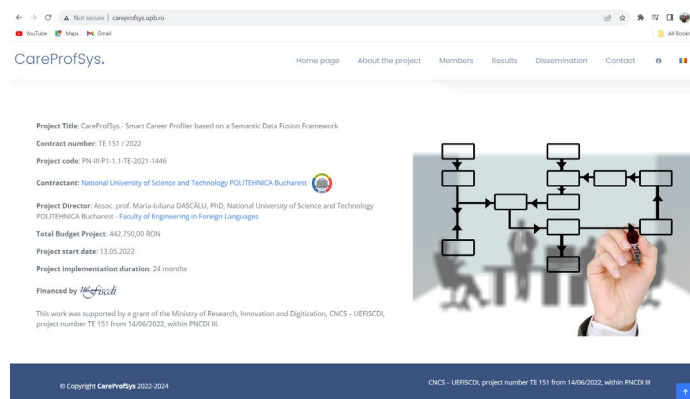 Not secure | careprofsys.upb.ro
YouTube Maps Gmail All Bookm
CareProfSys.
Home page About the project Members Results Dissemination Contact
Project Title: CareProfSys - Smart Career Profiler based on a Semantic Data Fusion Framework
Contract number: TE 151 / 2022
Project code: PN-III-P1-1.1-TE-2021-1446
Contractant: National University of Science and Technology POLITEHNICA Bucharest
Project Director: Assoc. prof. Maria-Iuliana DASCĂLU, PhD, National University of Science and Technology
POLITEHNICA Bucharest - Faculty of Engineering in Foreign Languages
Total Budget Project: 442.750,00 RON
Project start date: 13.05.2022
Project implementation duration: 24 months
Financed by uefiscdi
This work was supported by a grant of the Ministry of Research, Innovation and Digitization, CNCS - UEFISCDI,
project number TE 151 from 14/06/2022, within PNCDI III.
© Copyright CareProfSys 2022-2024
CNCS - UEFISCDI, project number TE 151 from 14/06/2022, within PNCDI III